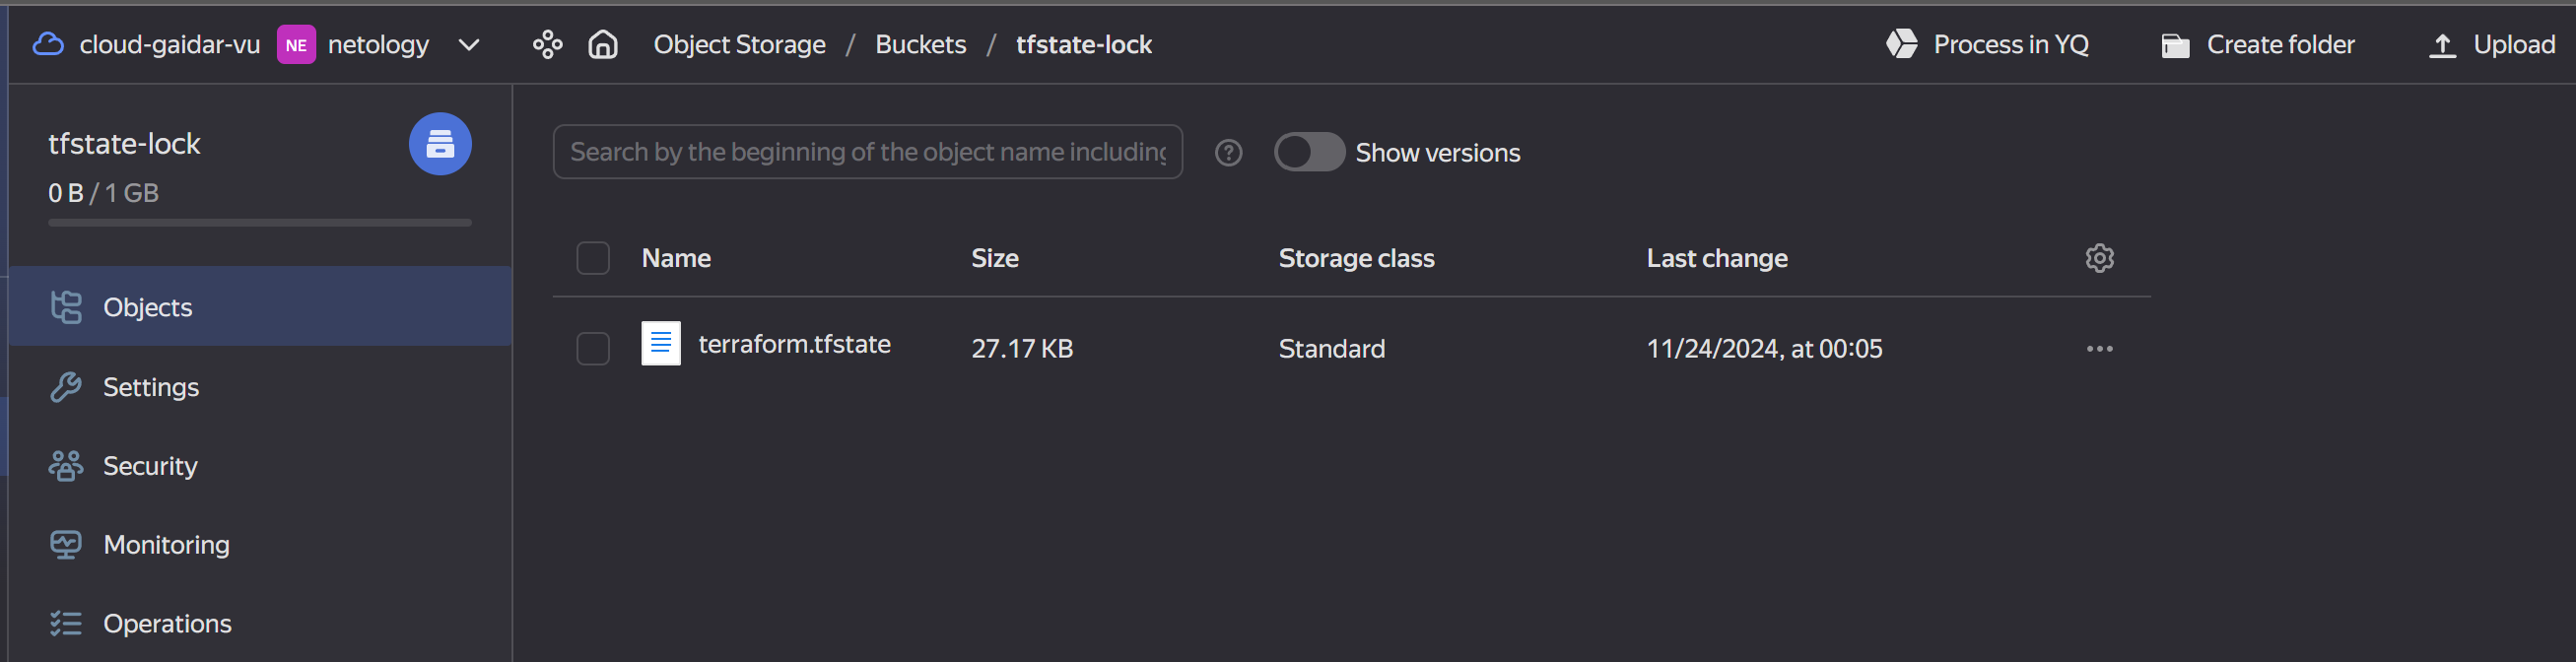 cloud-gaidar-vu NE netology Object Storage / Buckets / tfstate-lock Process in YQ Create folder Upload
tfstate-lock
0 B / 1 GB
Objects
Settings
Security
Monitoring
Operations
Search by the beginning of the object name including Show versions
Name Size Storage class Last change
terraform.tfstate 27.17 KB Standard 11/24/2024, at 00:05